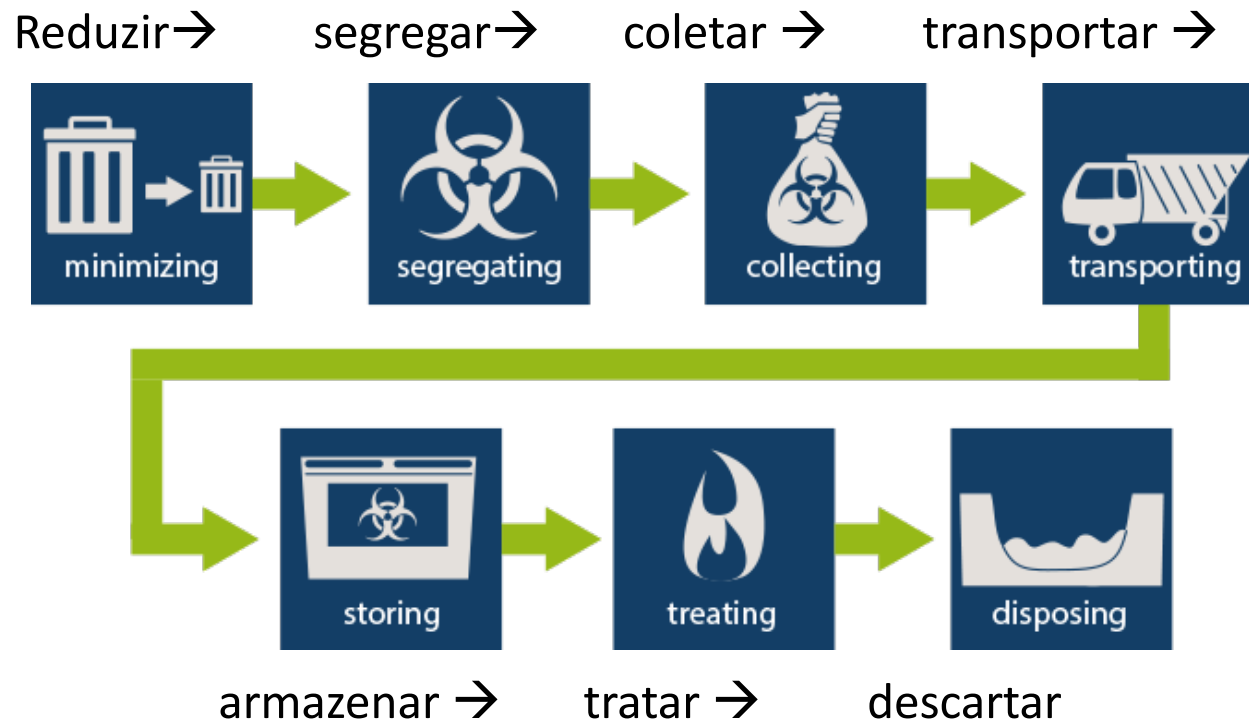 Reduzir→ segregar→ coletar → transportar →
minimizing segregating collecting transporting
storing treating disposing
armazenar → tratar → descartar